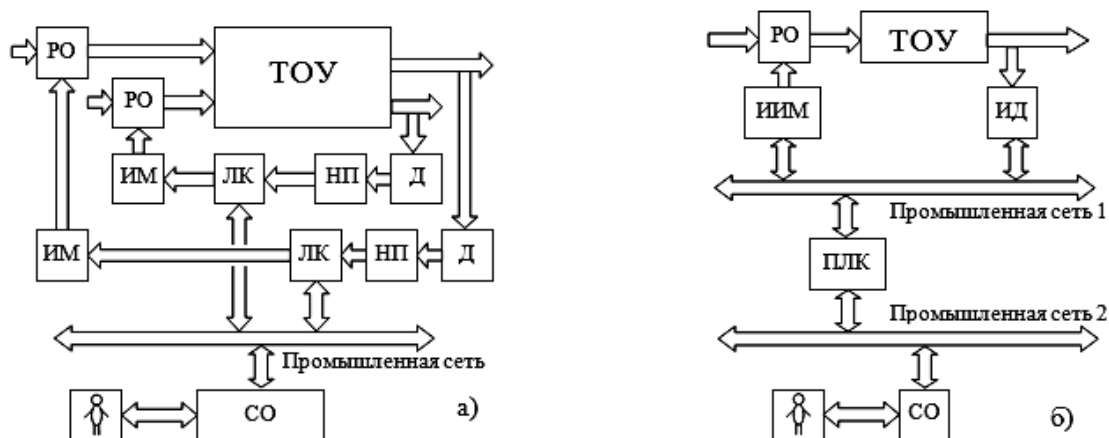 РО
ТОУ
РО
ИМ
ЛК
НП
Д
ИМ
ЛК
НП
Д
Промышленная сеть
СО
а)
РО
ТОУ
ИИМ
ИД
Промышленная сеть 1
ПЛК
Промышленная сеть 2
СО
б)